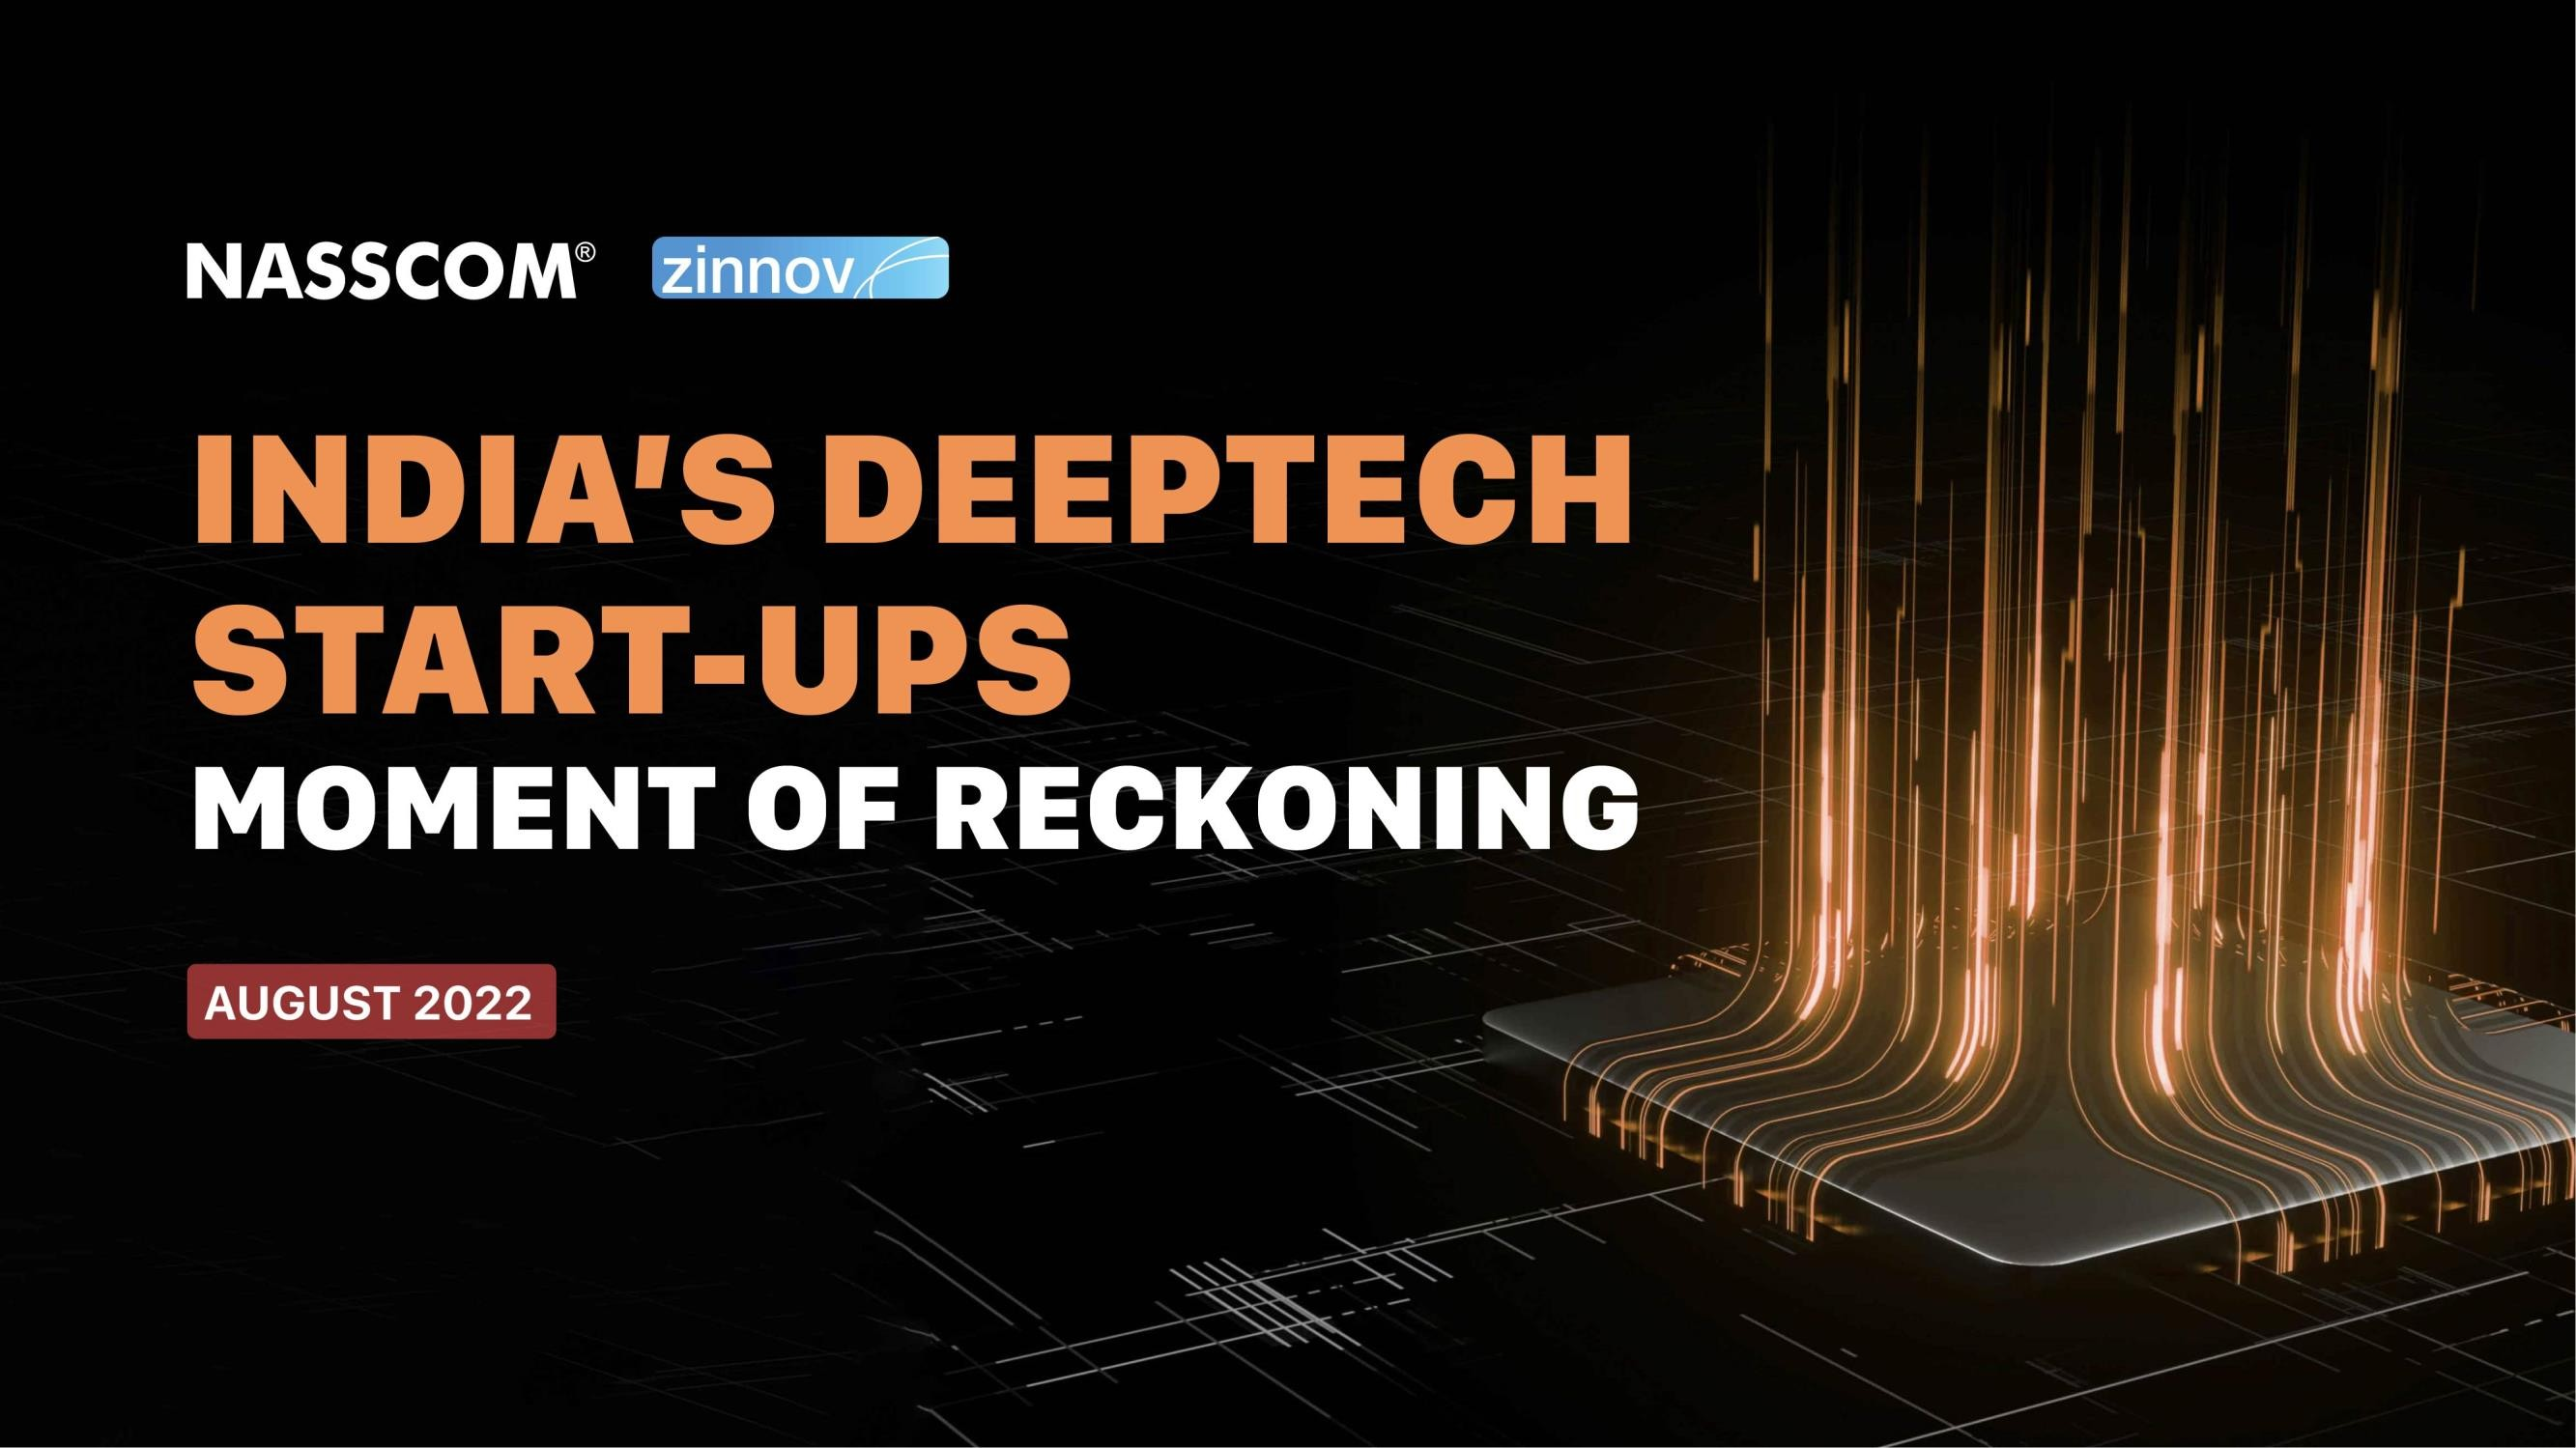 NASSCOM® zinnov
INDIA'S DEEPTECH
START-UPS
MOMENT OF RECKONING
AUGUST 2022